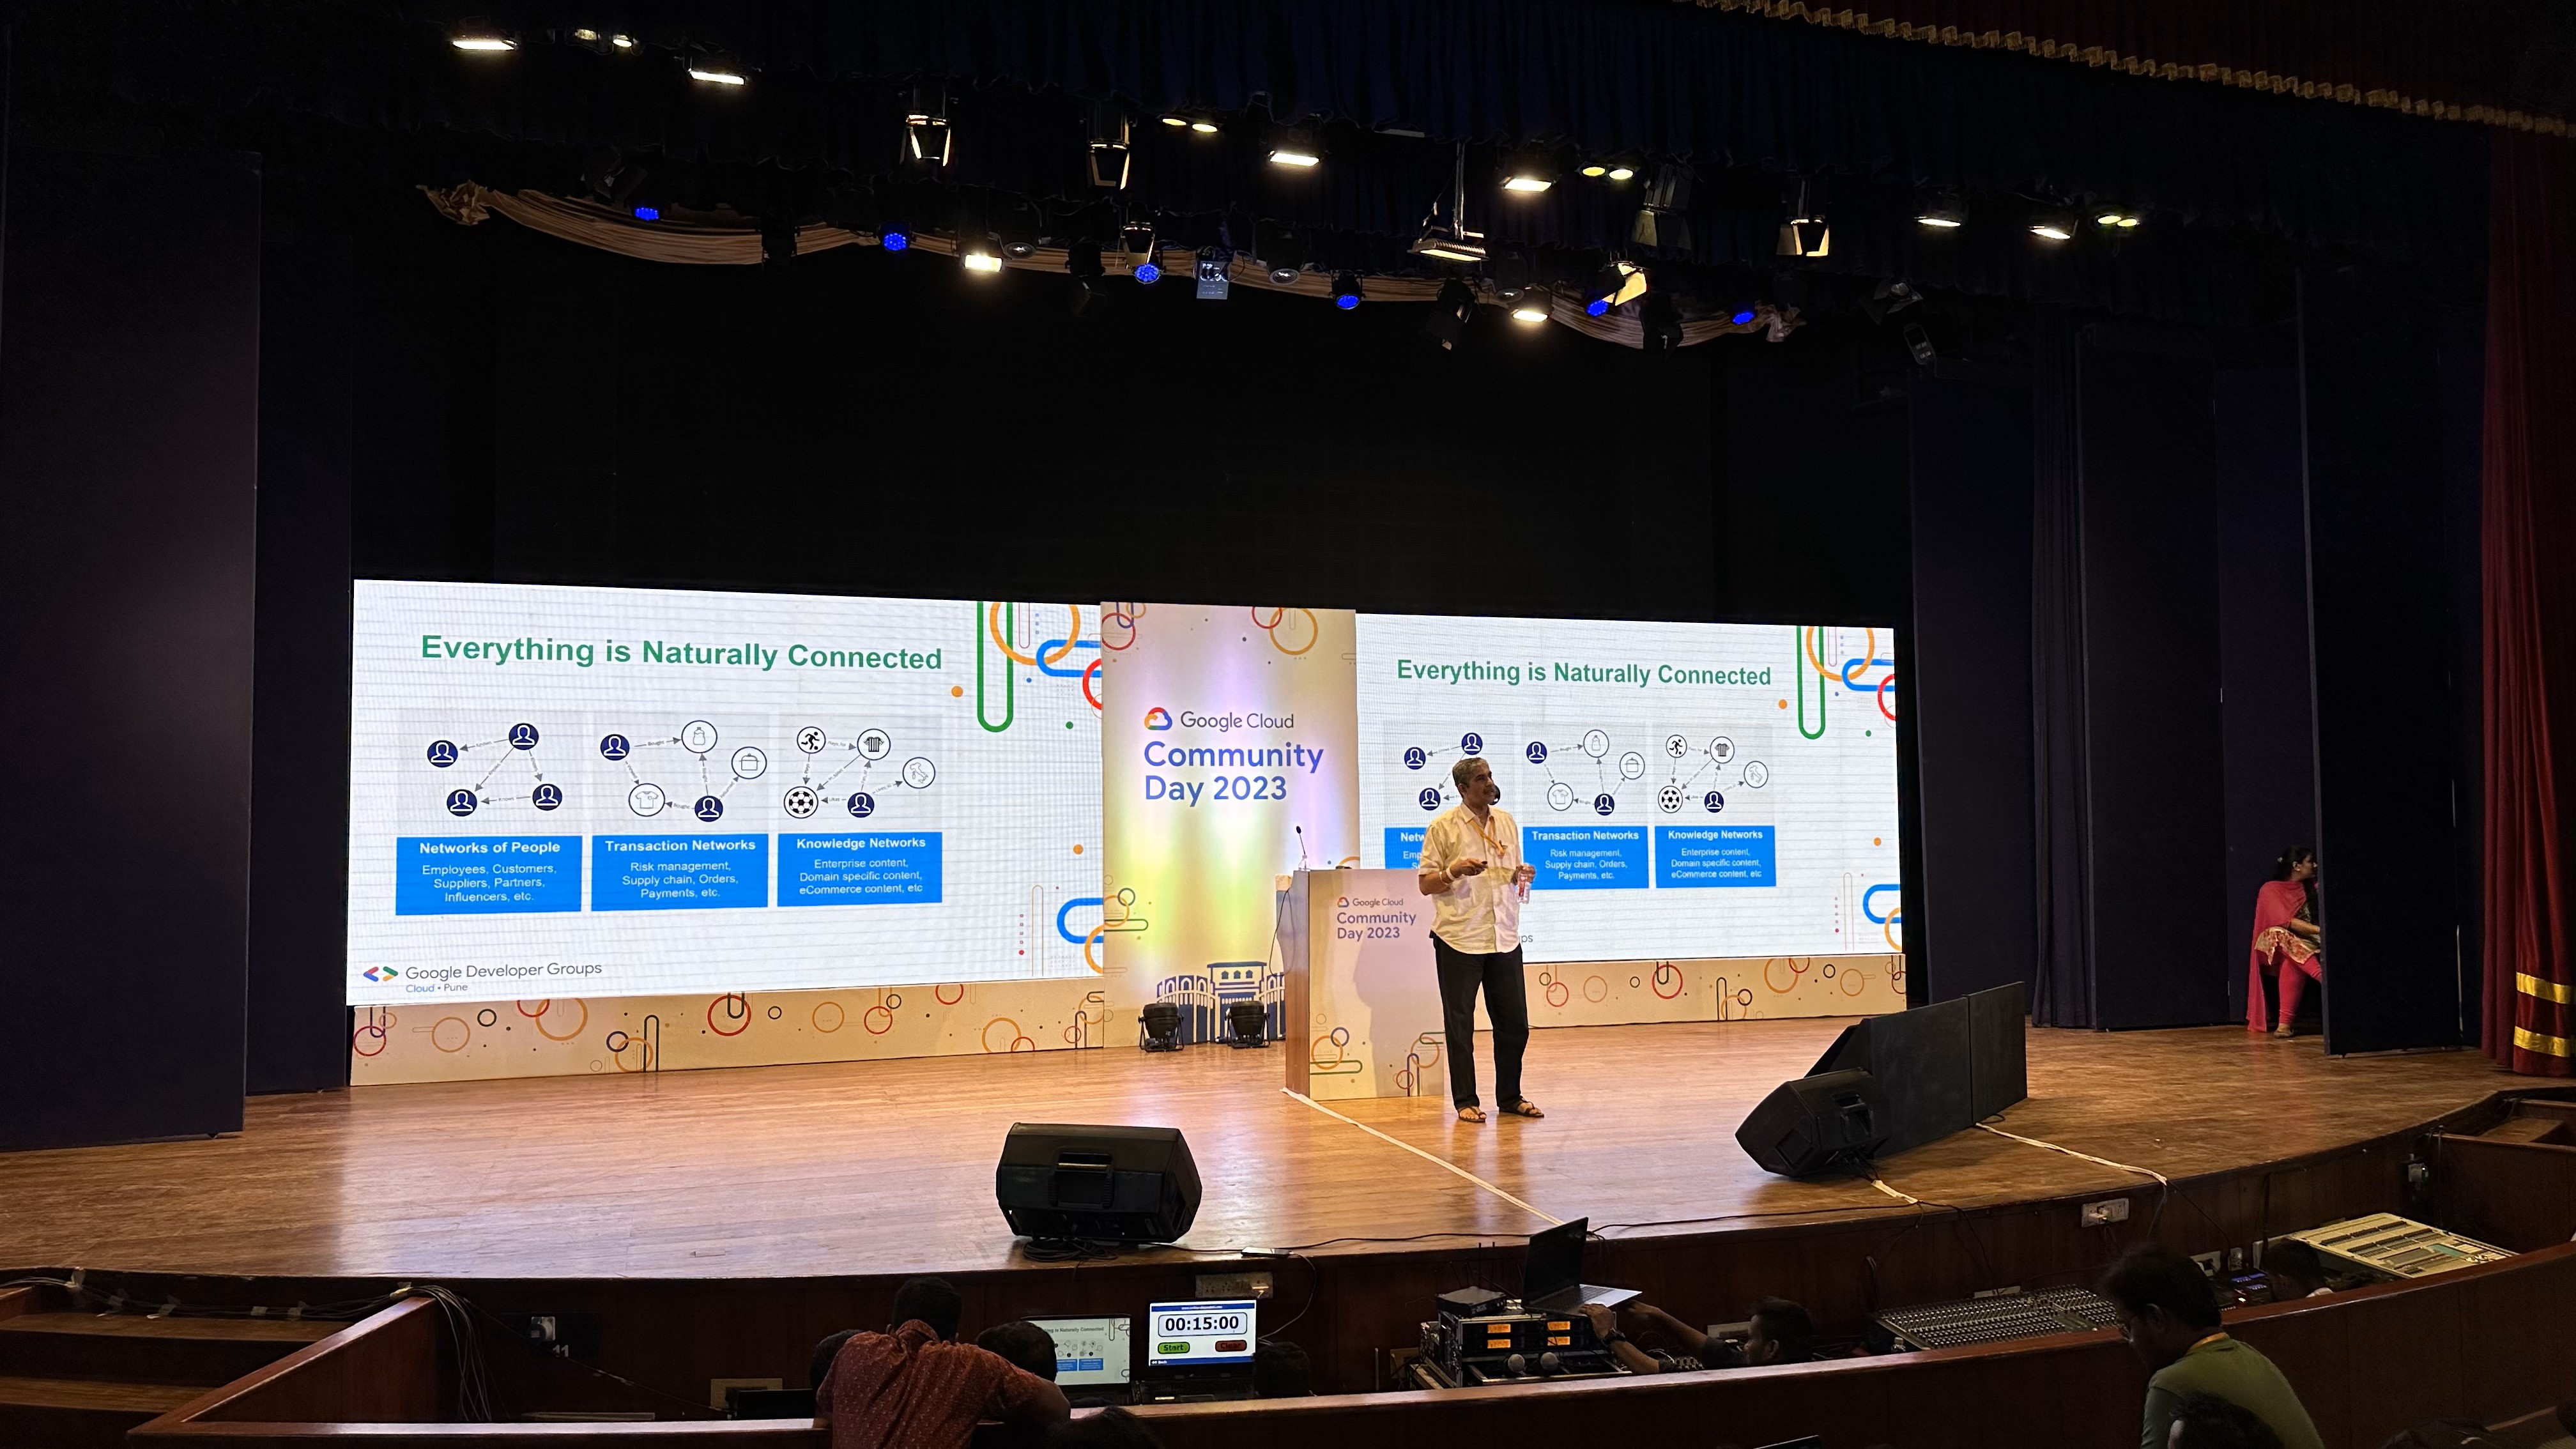 Everything is Naturally Connected
Networks of People
Employees, Customers,
Suppliers, Partners,
Influencers, etc.
Transaction Networks
Risk management,
Supply chain, Orders,
Payments, etc.
Knowledge Networks
Enterprise content,
Domain specific content,
eCommerce content, etc
Google Developer Groups
Cloud • Pune
Google Cloud
Community
Day 2023
Everything is Naturally Connected
Transaction Networks
Risk management,
Supply chain, Orders,
Payments, etc.
Knowledge Networks
Enterprise content,
Domain specific content,
eCommerce content, etc
Google Cloud
Community
Day 2023
Naturally Connected
00:15:00
Start
11